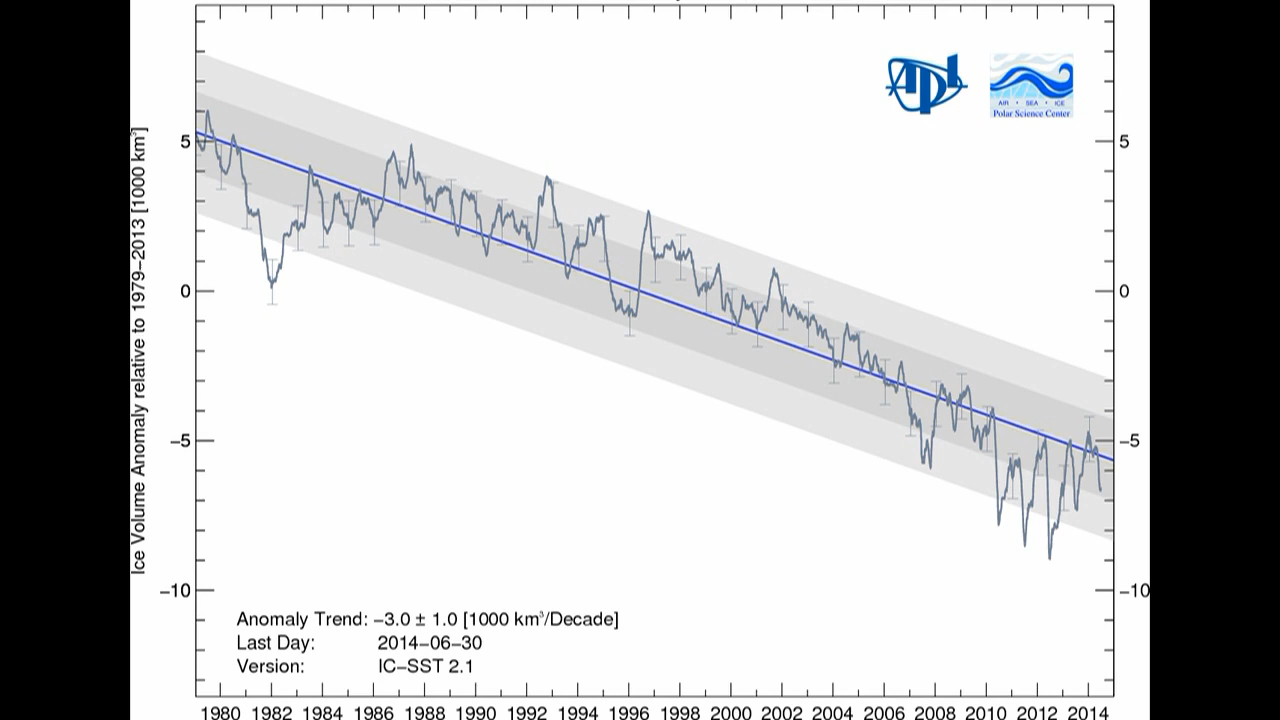 APL
AIR • SEA • ICE
Polar Science Center
Ice Volume Anomaly relative to 1979−2013 [1000 km³]
5
0
−5
−10
5
0
−5
−10
Anomaly Trend: −3.0 ± 1.0 [1000 km³/Decade]
Last Day: 2014−06−30
Version: IC−SST 2.1
1980 1982 1984 1986 1988 1990 1992 1994 1996 1998 2000 2002 2004 2006 2008 2010 2012 2014